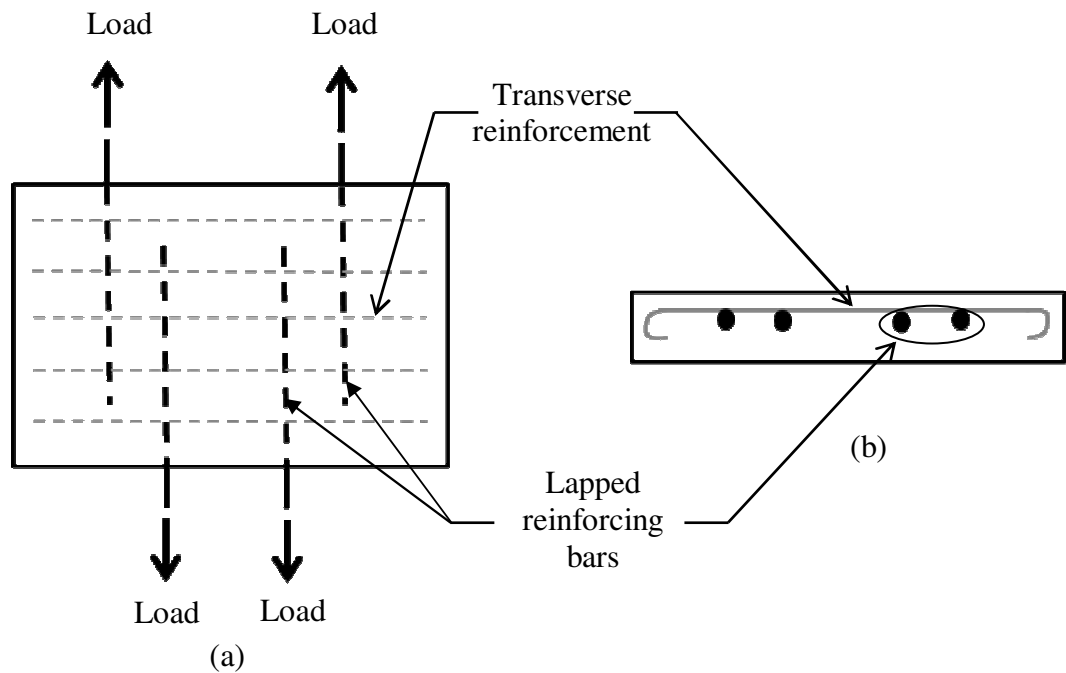 Load
Load
Transverse
reinforcement
(b)
Lapped
reinforcing
bars
Load
Load
(a)